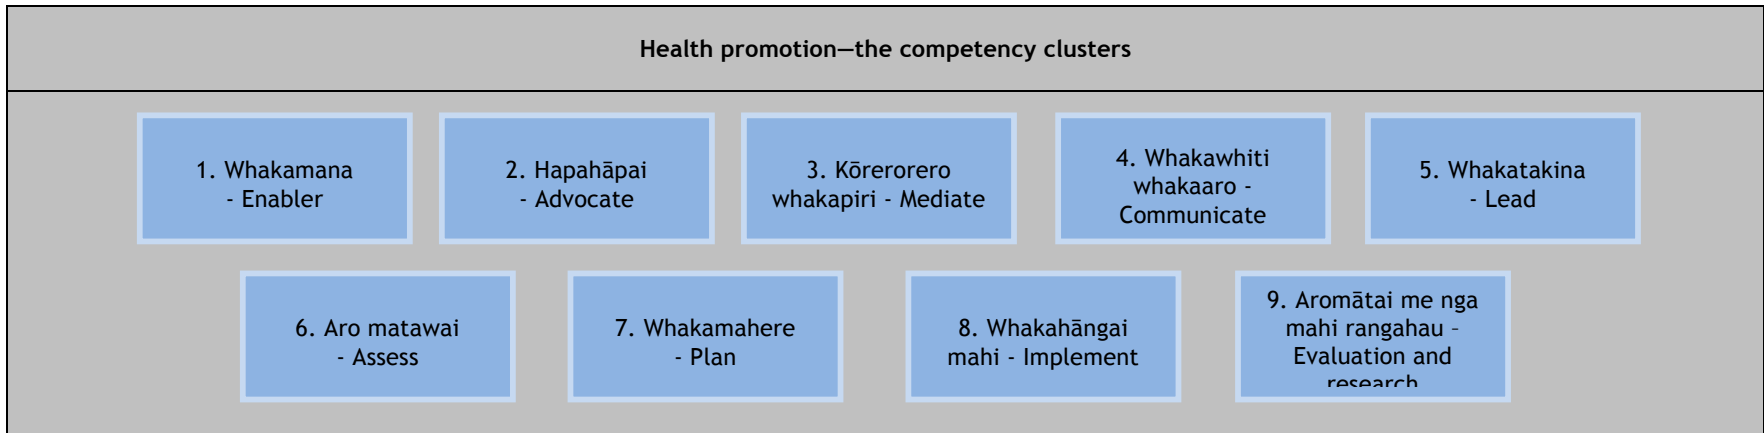 Health promotion—the competency clusters
1. Whakamana
- Enabler
2. Hapahāpai
- Advocate
3. Kōrerorero
whakapiri - Mediate
4. Whakawhiti
whakaaro -
Communicate
5. Whakatakina
- Lead
6. Aro matawai
- Assess
7. Whakamahere
- Plan
8. Whakahāngai
mahi - Implement
9. Aromātai me nga
mahi rangahau –
Evaluation and
research